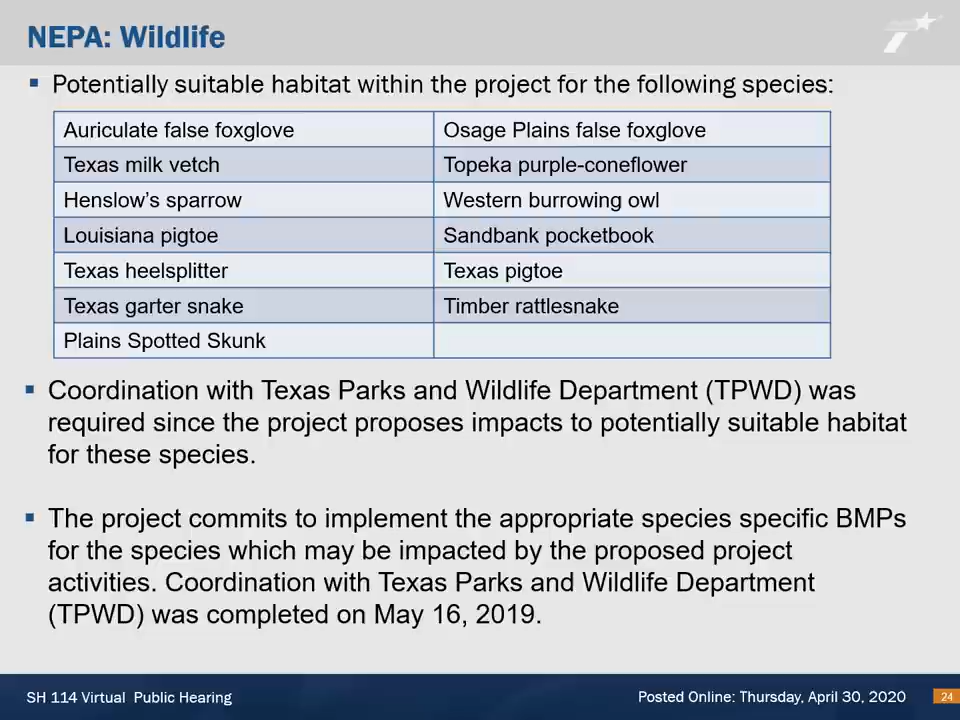 NEPA: Wildlife
▪ Potentially suitable habitat within the project for the following species:
Auriculate false foxglove Osage Plains false foxglove
Texas milk vetch Topeka purple-coneflower
Henslow’s sparrow Western burrowing owl
Louisiana pigtoe Sandbank pocketbook
Texas heelsplitter Texas pigtoe
Texas garter snake Timber rattlesnake
Plains Spotted Skunk
▪ Coordination with Texas Parks and Wildlife Department (TPWD) was
required since the project proposes impacts to potentially suitable habitat
for these species.
▪ The project commits to implement the appropriate species specific BMPs
for the species which may be impacted by the proposed project
activities. Coordination with Texas Parks and Wildlife Department
(TPWD) was completed on May 16, 2019.
SH 114 Virtual Public Hearing Posted Online: Thursday, April 30, 2020 24